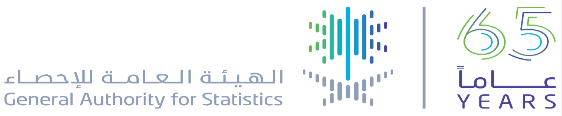 الهيئة العامة للإحصاء
General Authority for Statistics
65
عاماً
YEARS